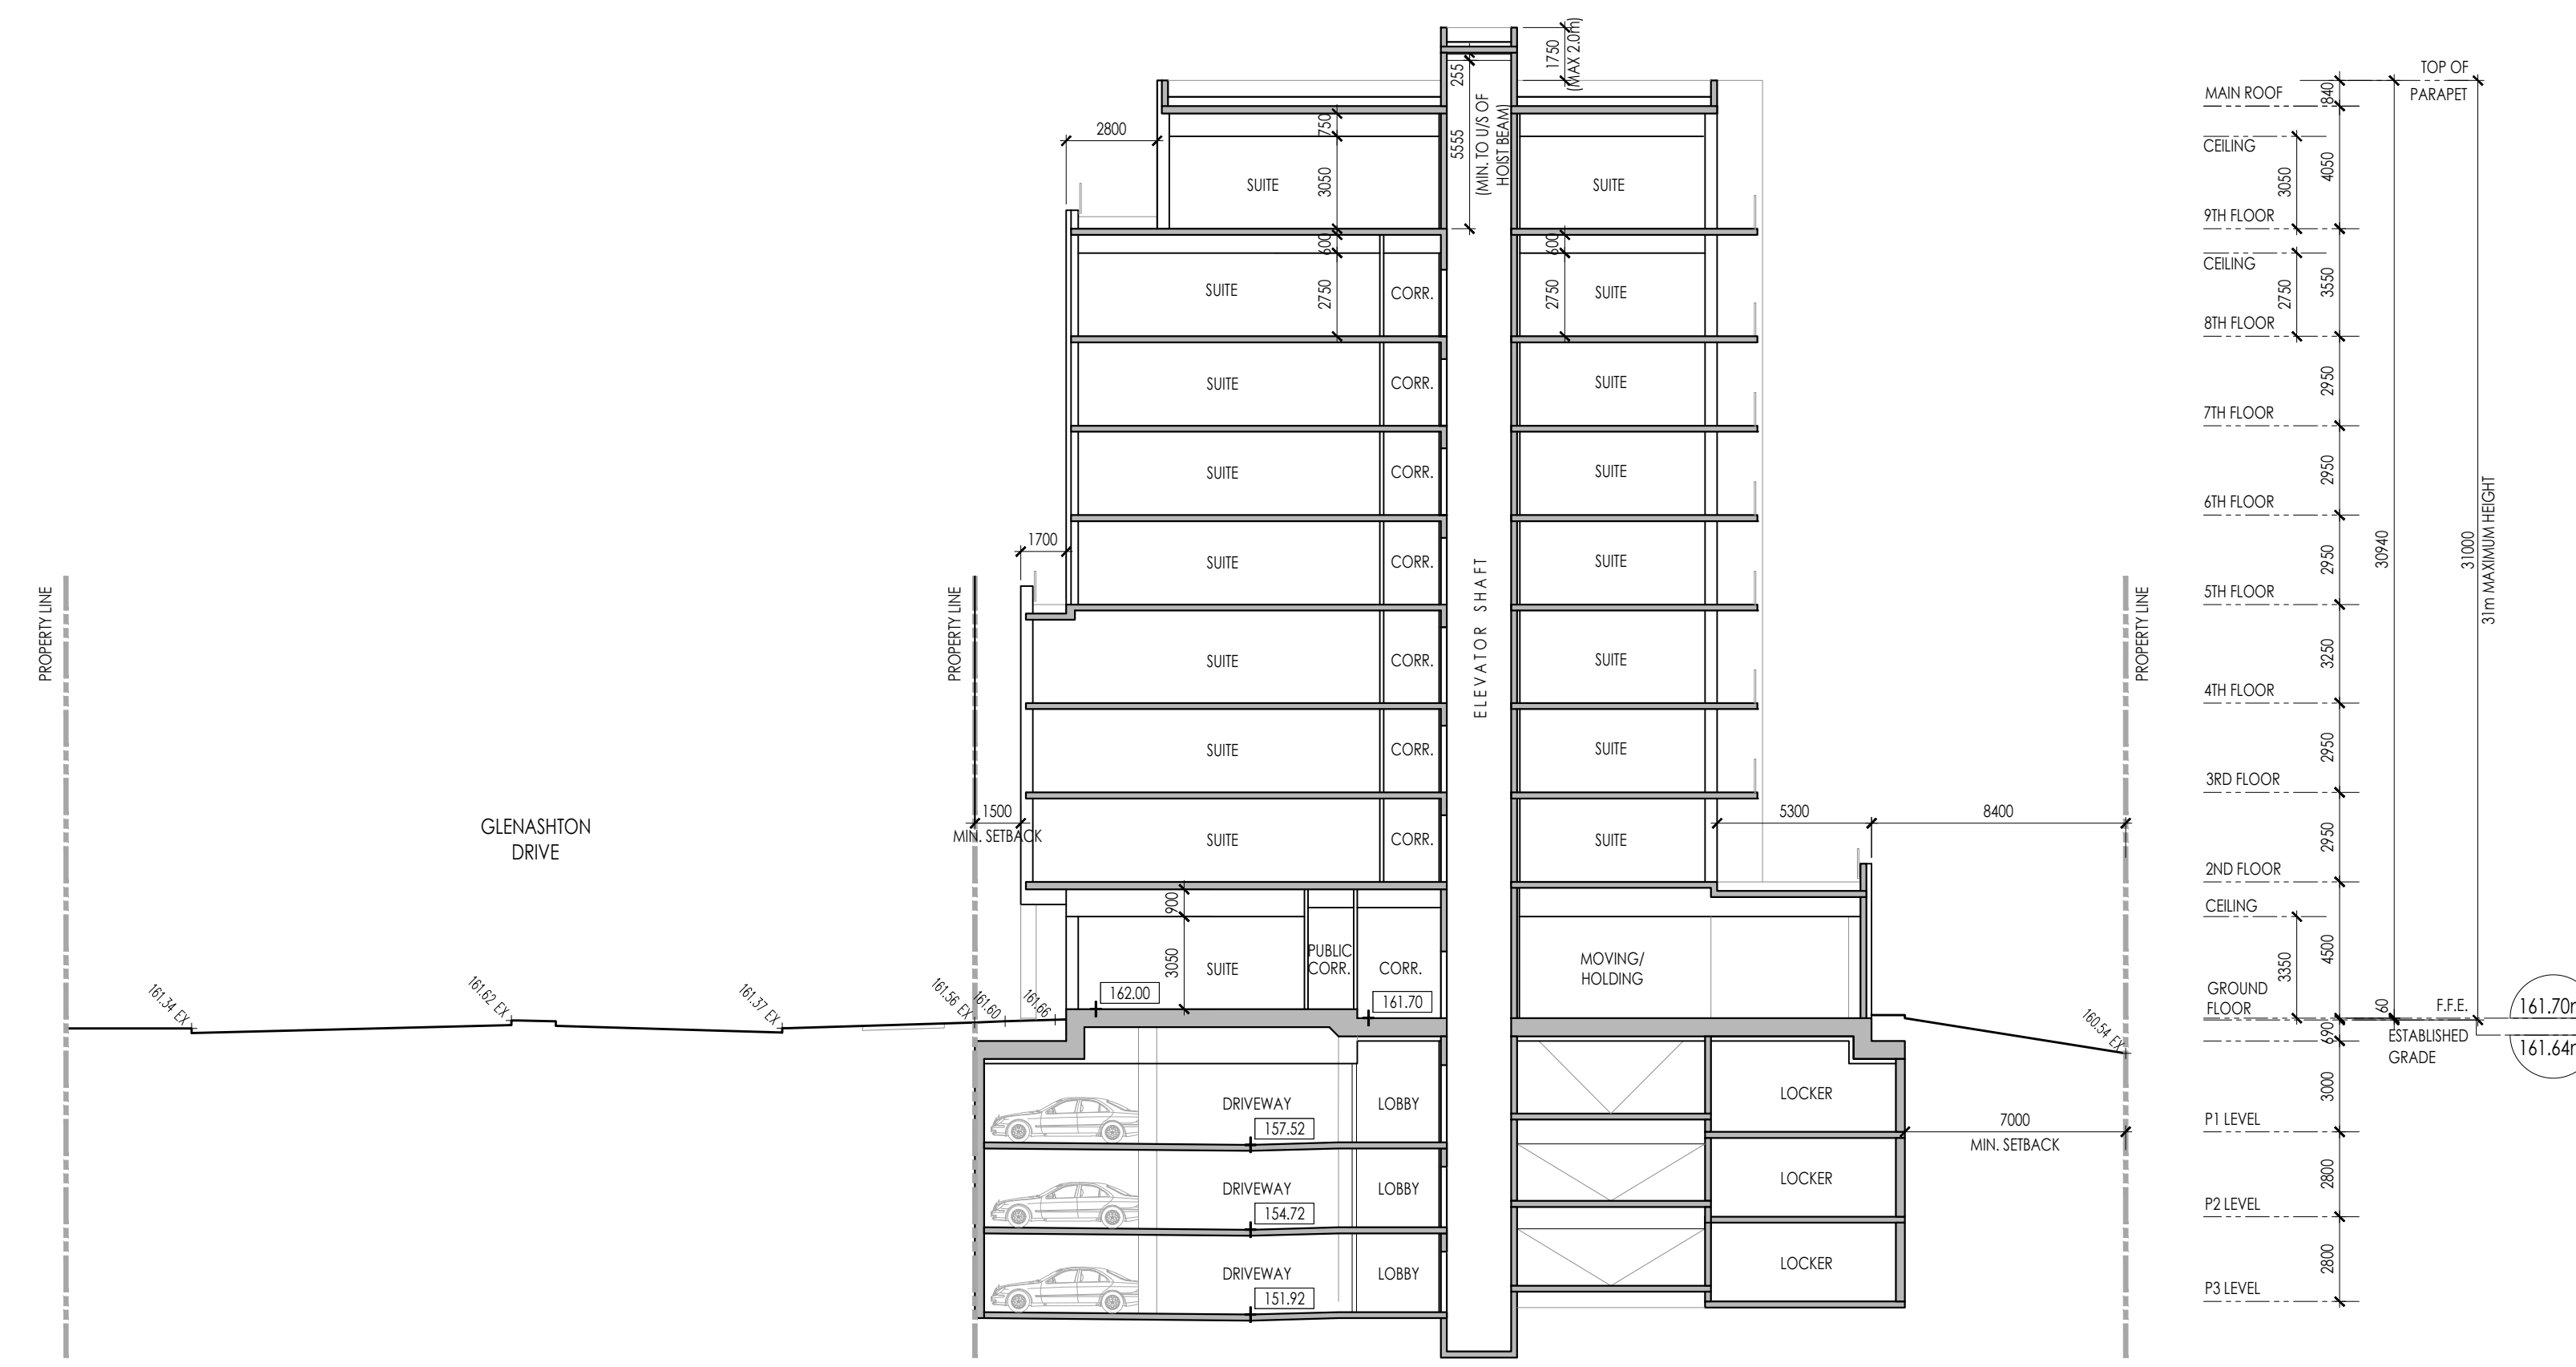 1750
(MAX 2.0m)
255
5555
(MIN. TO U/S OF
HOIST BEAM)
2800
750
3050
SUITE
SUITE
600
2750
SUITE
CORR.
600
2750
SUITE
SUITE
CORR.
SUITE
SUITE
CORR.
SUITE
1700
SUITE
CORR.
SUITE
ELEVATOR SHAFT
SUITE
CORR.
SUITE
SUITE
CORR.
SUITE
SUITE
CORR.
SUITE
PROPERTY LINE
PROPERTY LINE
PROPERTY LINE
GLENASHTON
DRIVE
1500
MIN. SETBACK
5300
8400
900
3050
SUITE
PUBLIC
CORR.
CORR.
MOVING/
HOLDING
162.00
161.70
161.34 EX
161.62 EX
161.37 EX
161.56 EX
161.60
161.66
160.54 EX
DRIVEWAY
157.52
LOBBY
LOCKER
DRIVEWAY
154.72
LOBBY
LOCKER
DRIVEWAY
151.92
LOBBY
LOCKER
7000
MIN. SETBACK
TOP OF
PARAPET
MAIN ROOF
840
CEILING
3050
4050
9TH FLOOR
CEILING
2750
3550
8TH FLOOR
2950
7TH FLOOR
2950
6TH FLOOR
2950
5TH FLOOR
3250
4TH FLOOR
2950
3RD FLOOR
2950
2ND FLOOR
CEILING
3350
4500
GROUND
FLOOR
30940
31000
31m MAXIMUM HEIGHT
60
F.F.E.
161.70m
690
ESTABLISHED
GRADE
161.64m
3000
P1 LEVEL
2800
P2 LEVEL
2800
P3 LEVEL